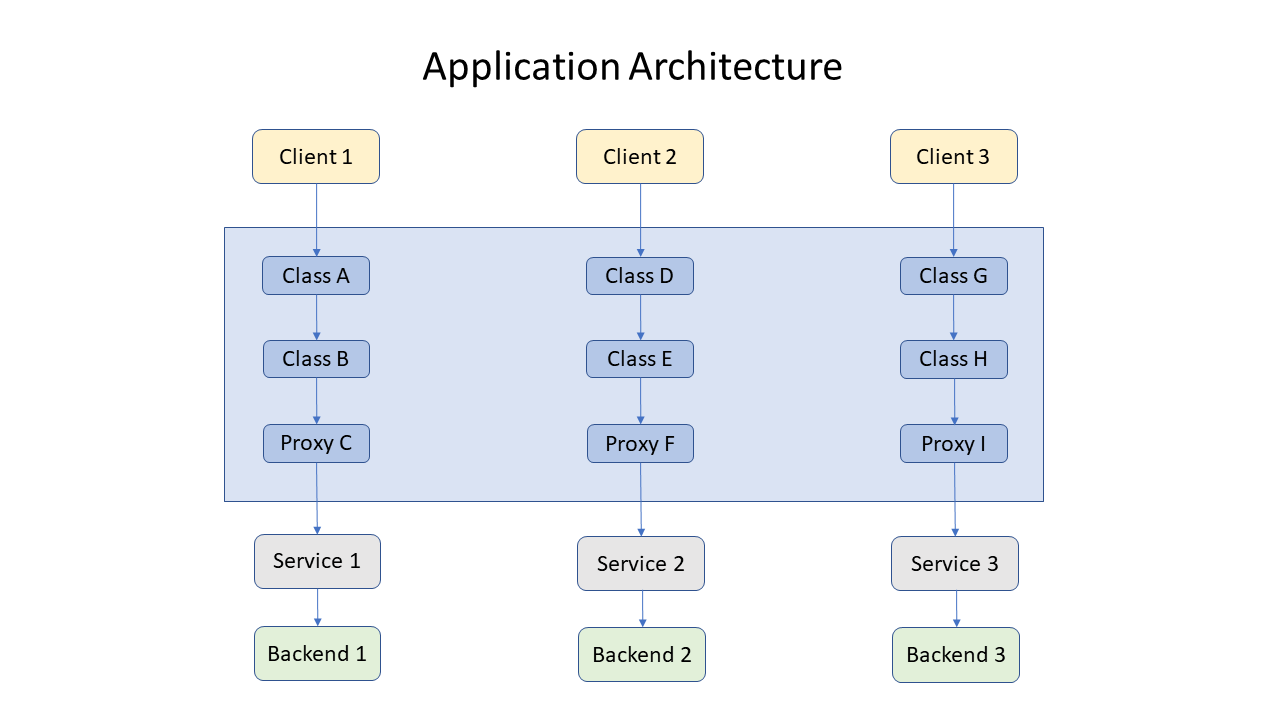 Application Architecture
Client 1
Client 2
Client 3
Class A
Class D
Class G
Class B
Class E
Class H
Proxy C
Proxy F
Proxy I
Service 1
Service 2
Service 3
Backend 1
Backend 2
Backend 3